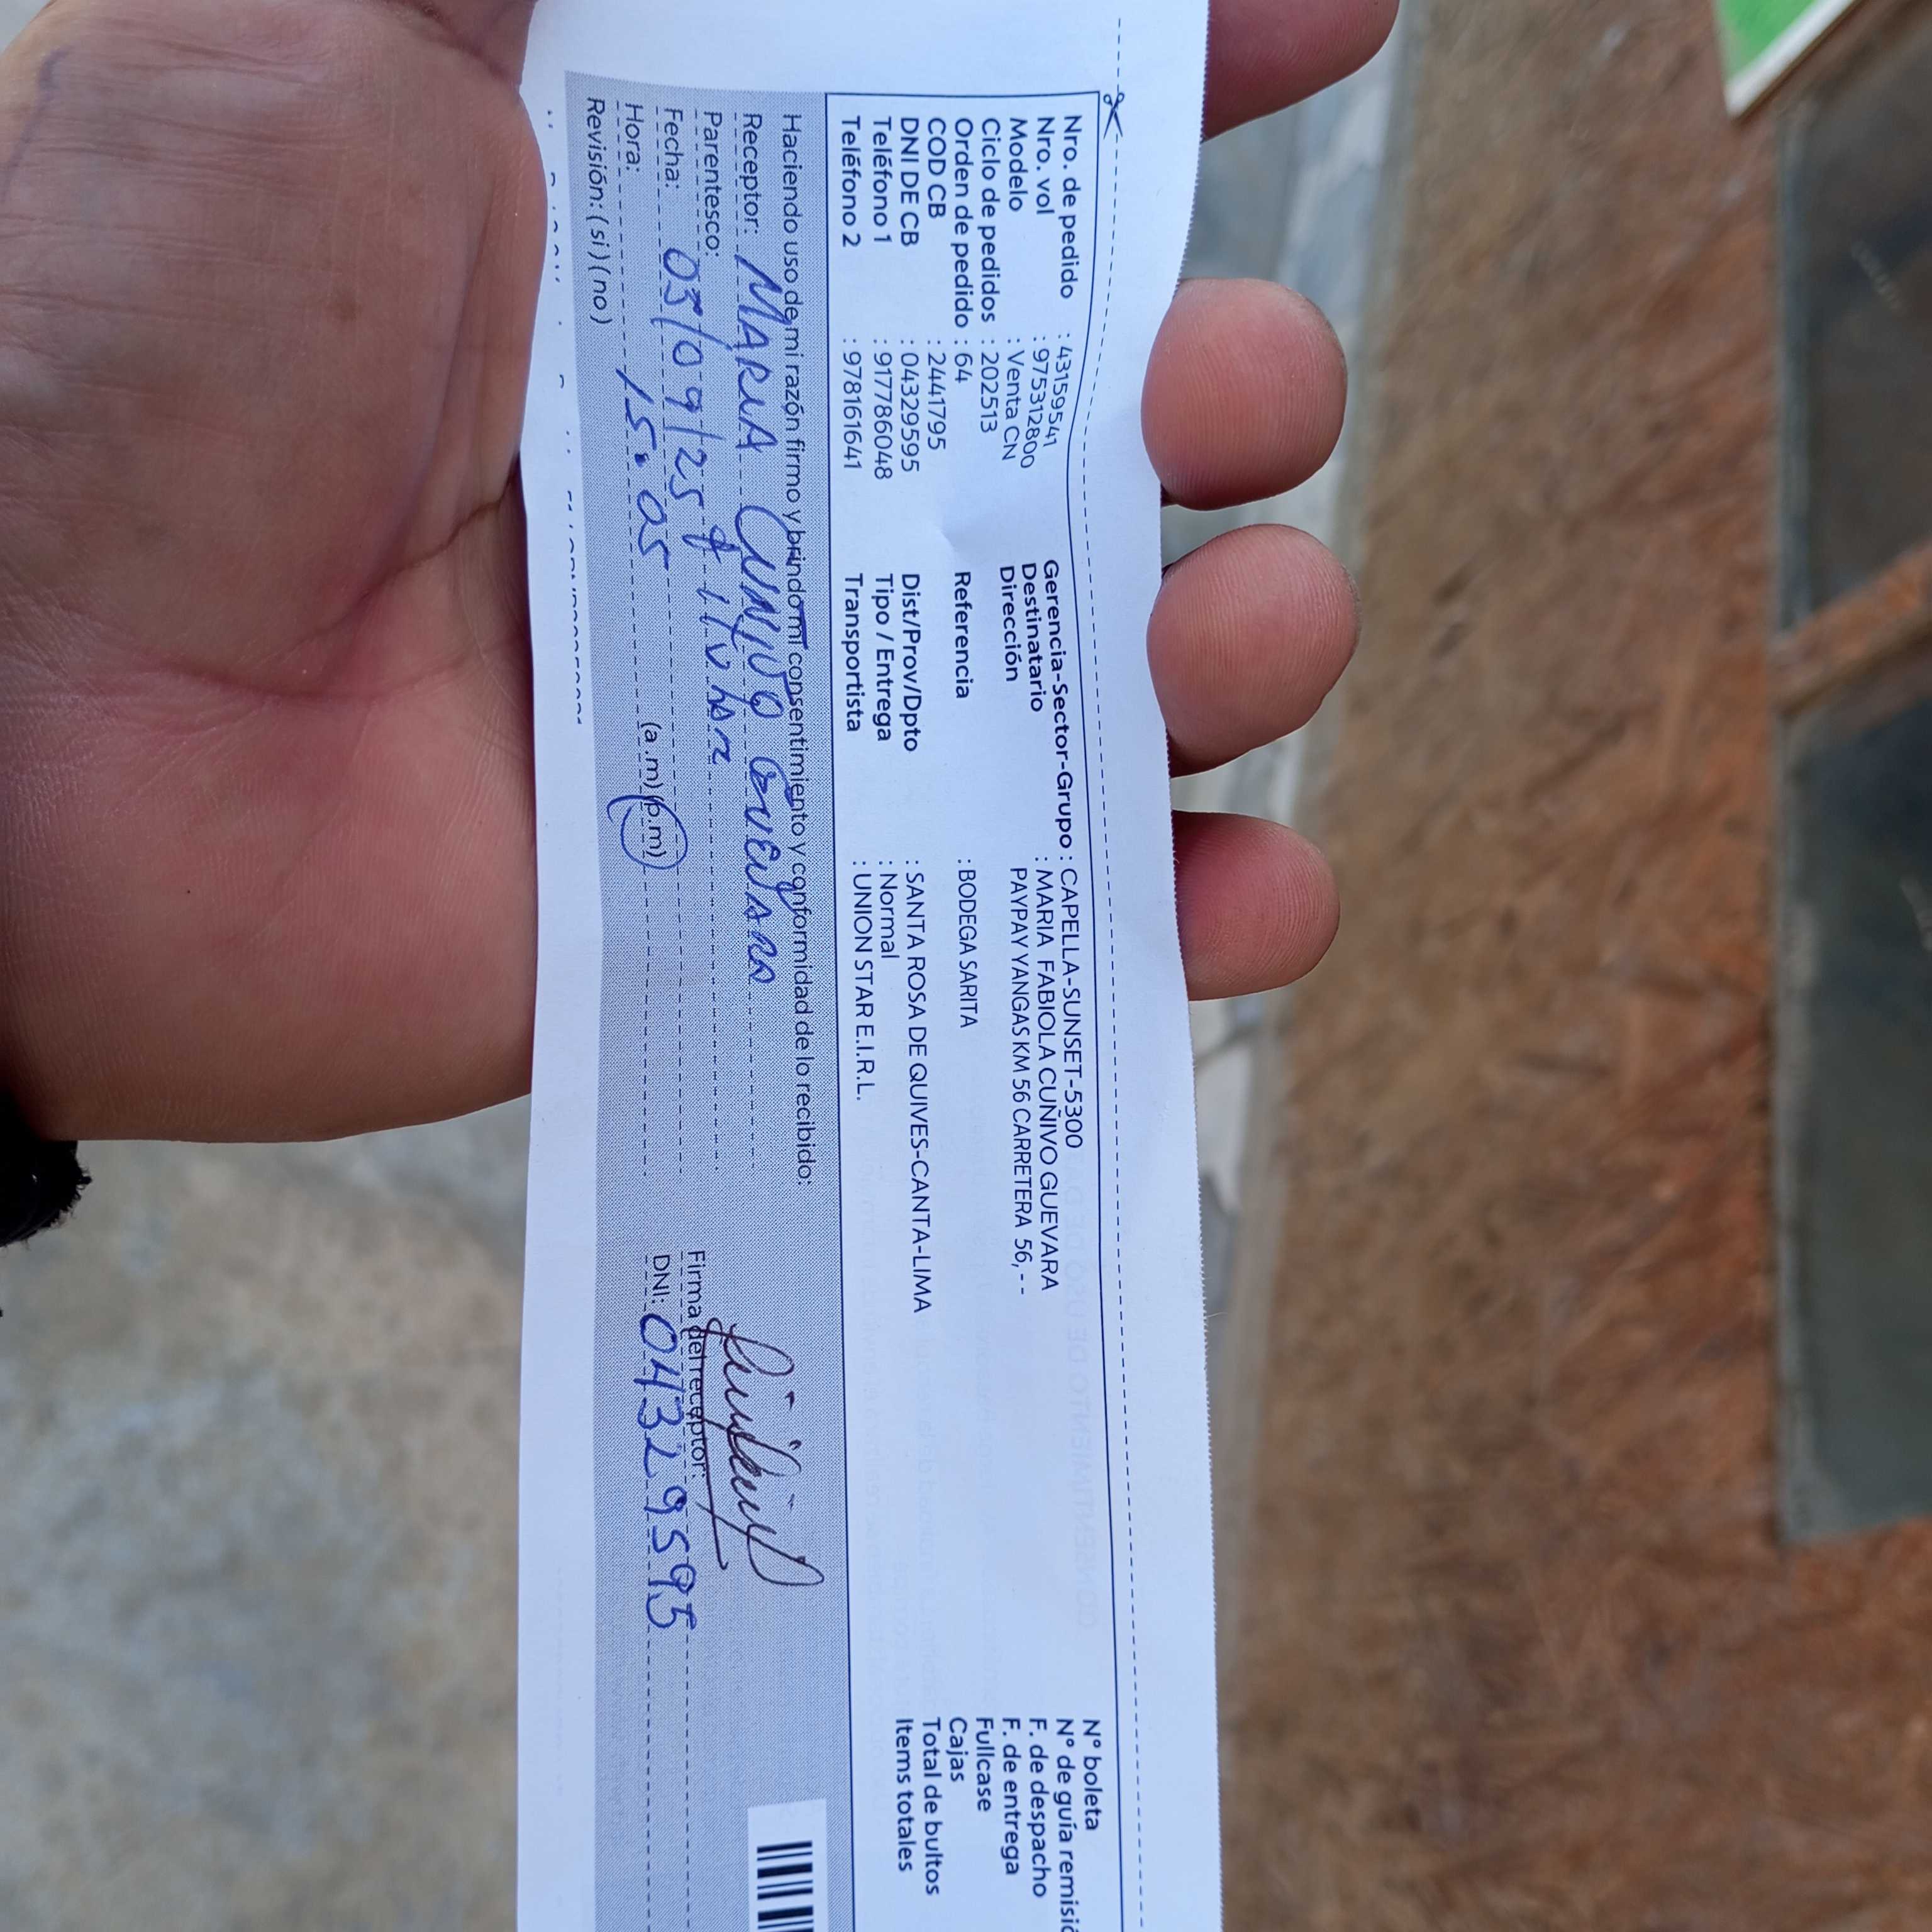 Nro. de pedido : 43159541
Nro. vol : 975312800
Modelo : Venta CN
Ciclo de pedidos : 202513
Orden de pedido : 64
COD CB : 2441795
DNI DE CB : 04329595
Teléfono 1 : 917786048
Teléfono 2 : 978161641
Gerencia-Sector-Grupo : CAPELLA-SUNSET-5300
Destinatario : MARIA FABIOLA CUÑIVO GUEVARA
Dirección PAYPAY YANGAS KM 56 CARRETERA 56, --
Referencia : BODEGA SARITA
Dist/Prov/Dpto : SANTA ROSA DE QUIVES-CANTA-LIMA
Tipo / Entrega : Normal
Transportista : UNION STAR E.I.R.L.
N° boleta
N° de guía remisió
F. de despacho
F. de entrega
Fullcase
Cajas
Total de bultos
Items totales
Haciendo uso de mi razón firmo y brindo mi consentimiento y conformidad de lo recibido:
Receptor: MARIA CUÑIVO GUEVARA
Parentesco:
Fecha: 03/09/25
Hora: 15:05 (a.m) (p.m)
Revisión: ( si ) ( no )
Firma del receptor:
DNI: 04329595